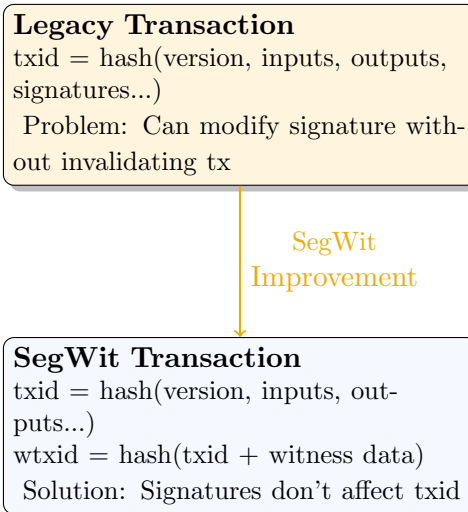 Legacy Transaction
txid = hash(version, inputs, outputs,
signatures...)
Problem: Can modify signature with-
out invalidating tx
SegWit
Improvement
SegWit Transaction
txid = hash(version, inputs, out-
puts...)
wtxid = hash(txid + witness data)
Solution: Signatures don't affect txid